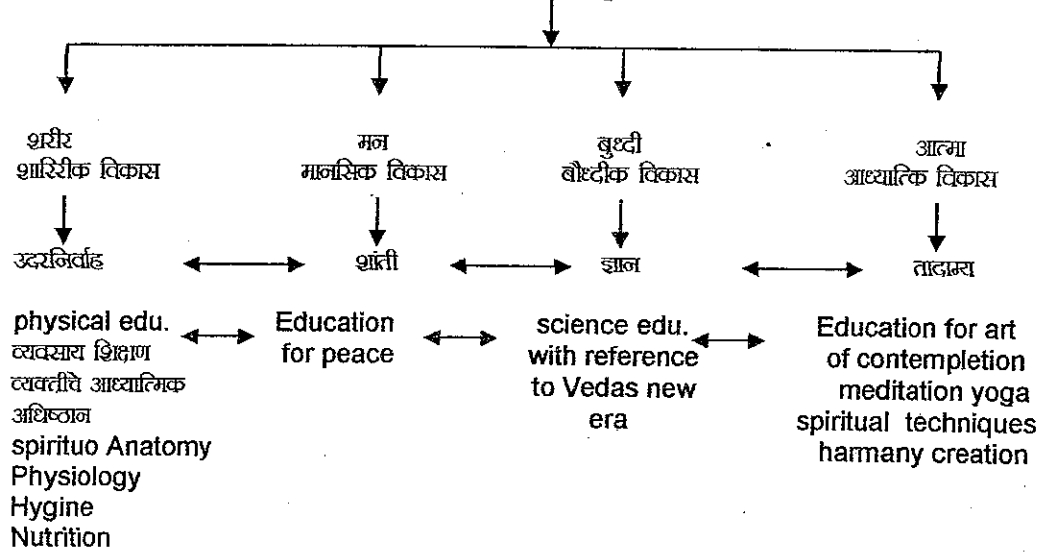 शरीर
शारिरीक विकास
मन
मानसिक विकास
बुध्दी
बौध्दीक विकास
आत्मा
आध्यात्कि विकास
उदरनिर्वाह
शांती
ज्ञान
तादाम्य
physical edu.
व्यवसाय शिक्षण
व्यक्तीचे आध्यात्मिक
अधिष्ठान
spirituo Anatomy
Physiology
Hygine
Nutrition
Education
for peace
science edu.
with reference
to Vedas new
era
Education for art
of contempletion
meditation yoga
spiritual techniques
harmany creation